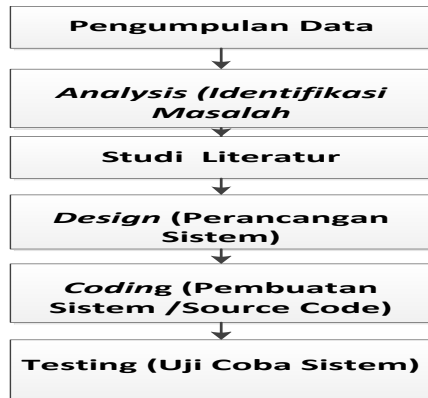 Pengumpulan Data
Analysis (Identifikasi
Masalah
Studi Literatur
Design (Perancangan
Sistem)
Coding (Pembuatan
Sistem /Source Code)
Testing (Uji Coba Sistem)